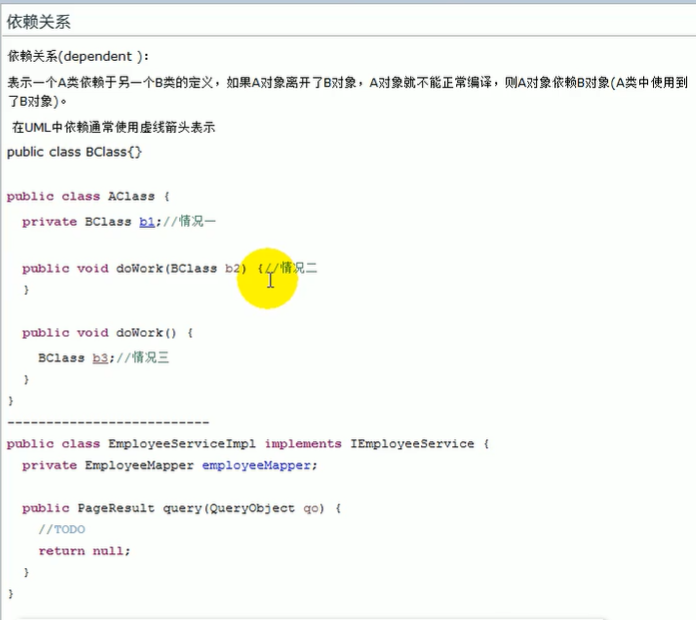 依赖关系
依赖关系(dependent )：
表示一个A类依赖于另一个B类的定义，如果A对象离开了B对象，A对象就不能正常编译，则A对象依赖B对象(A类中使用到
了B对象)。
在UML中依赖通常使用虚线箭头表示
public class BClass{}
public class AClass {
private BClass b1;//情况一
public void doWork(BClass b2) {//情况二
}
public void doWork() {
BClass b3;//情况三
}
}
--------------------------
public class EmployeeServiceImpl implements IEmployeeService {
private EmployeeMapper employeeMapper;
public PageResult query(QueryObject qo) {
//TODO
return null;
}
}